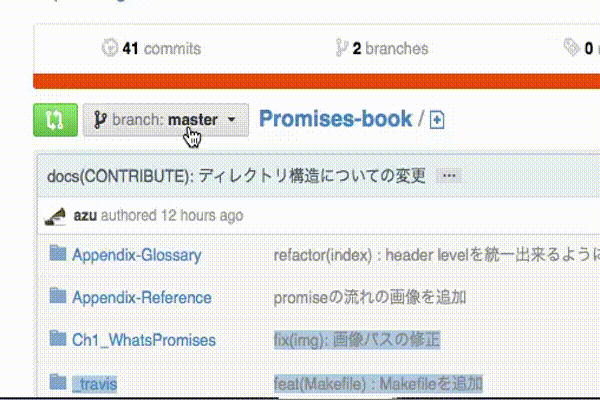 41 commits 2 branches 0
branch: master Promises-book /
docs(CONTRIBUTE): ディレクトリ構造についての変更 ...
azu authored 12 hours ago
Appendix-Glossary refactor(index) : header levelを統一出来るように
Appendix-Reference promiseの流れの画像を追加
Ch1_WhatsPromises fix(img): 画像パスの修正
_travis feat(Makefile) : Makefileを追加